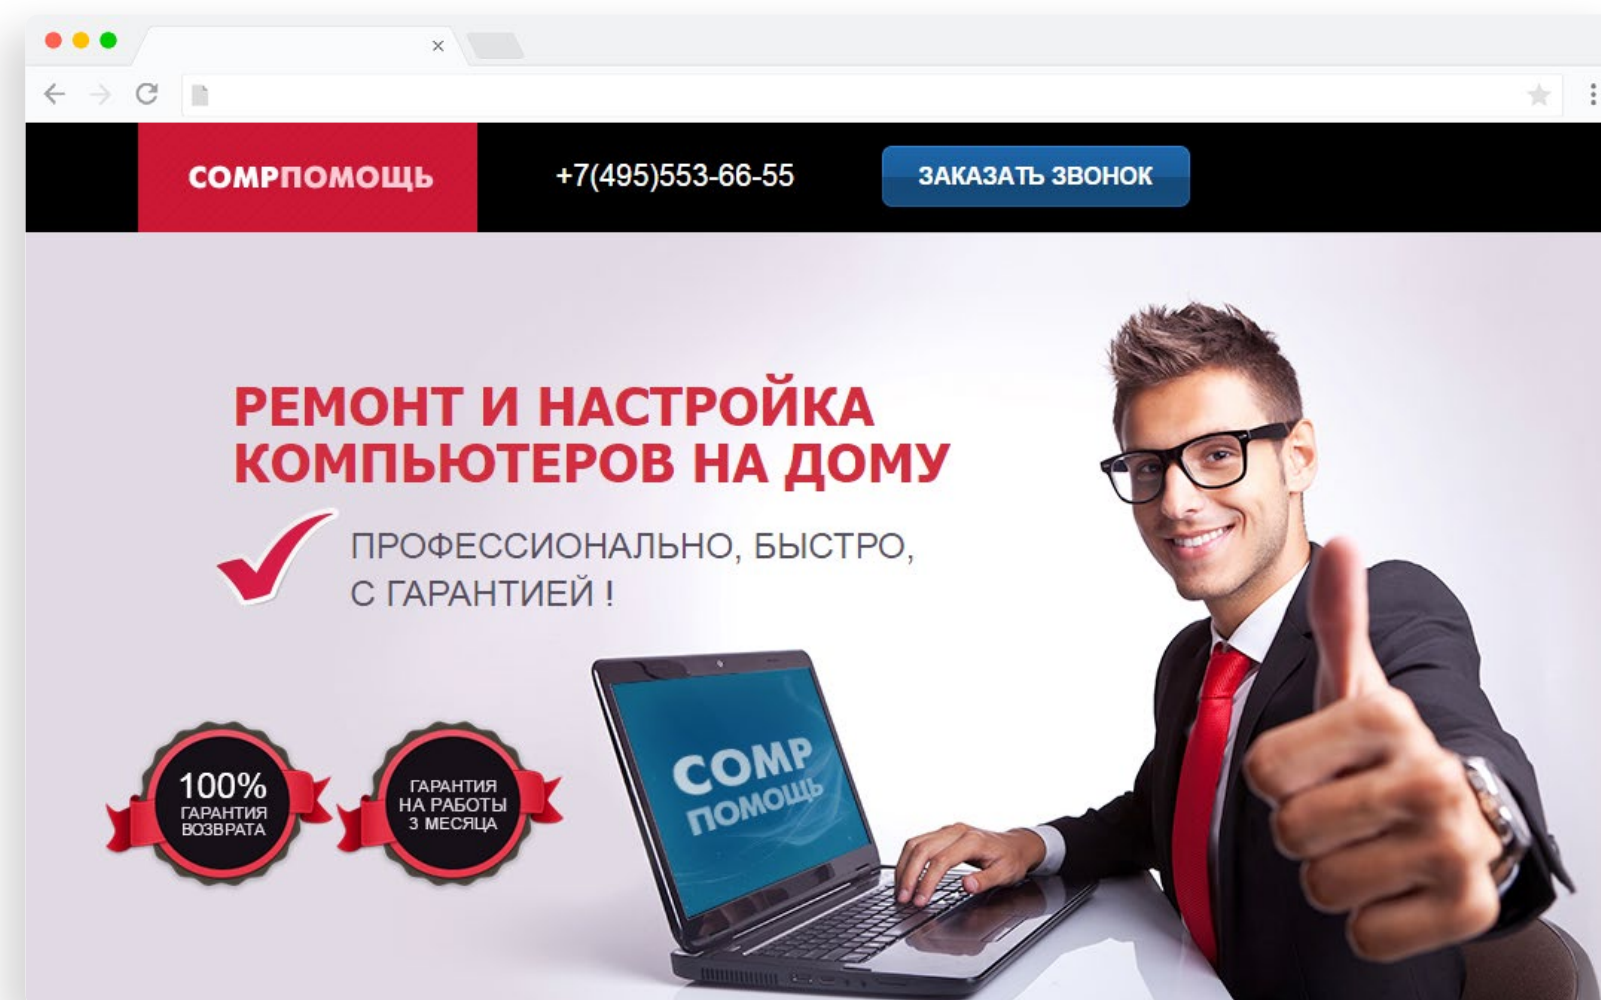 COMPПОМОЩЬ
+7(495)553-66-55
ЗАКАЗАТЬ ЗВОНОК
РЕМОНТ И НАСТРОЙКА
КОМПЬЮТЕРОВ НА ДОМУ
ПРОФЕССИОНАЛЬНО, БЫСТРО,
С ГАРАНТИЕЙ !
100%
ГАРАНТИЯ
ВОЗВРАТА
ГАРАНТИЯ
НА РАБОТЫ
3 МЕСЯЦА
COMP
ПОМОЩЬ